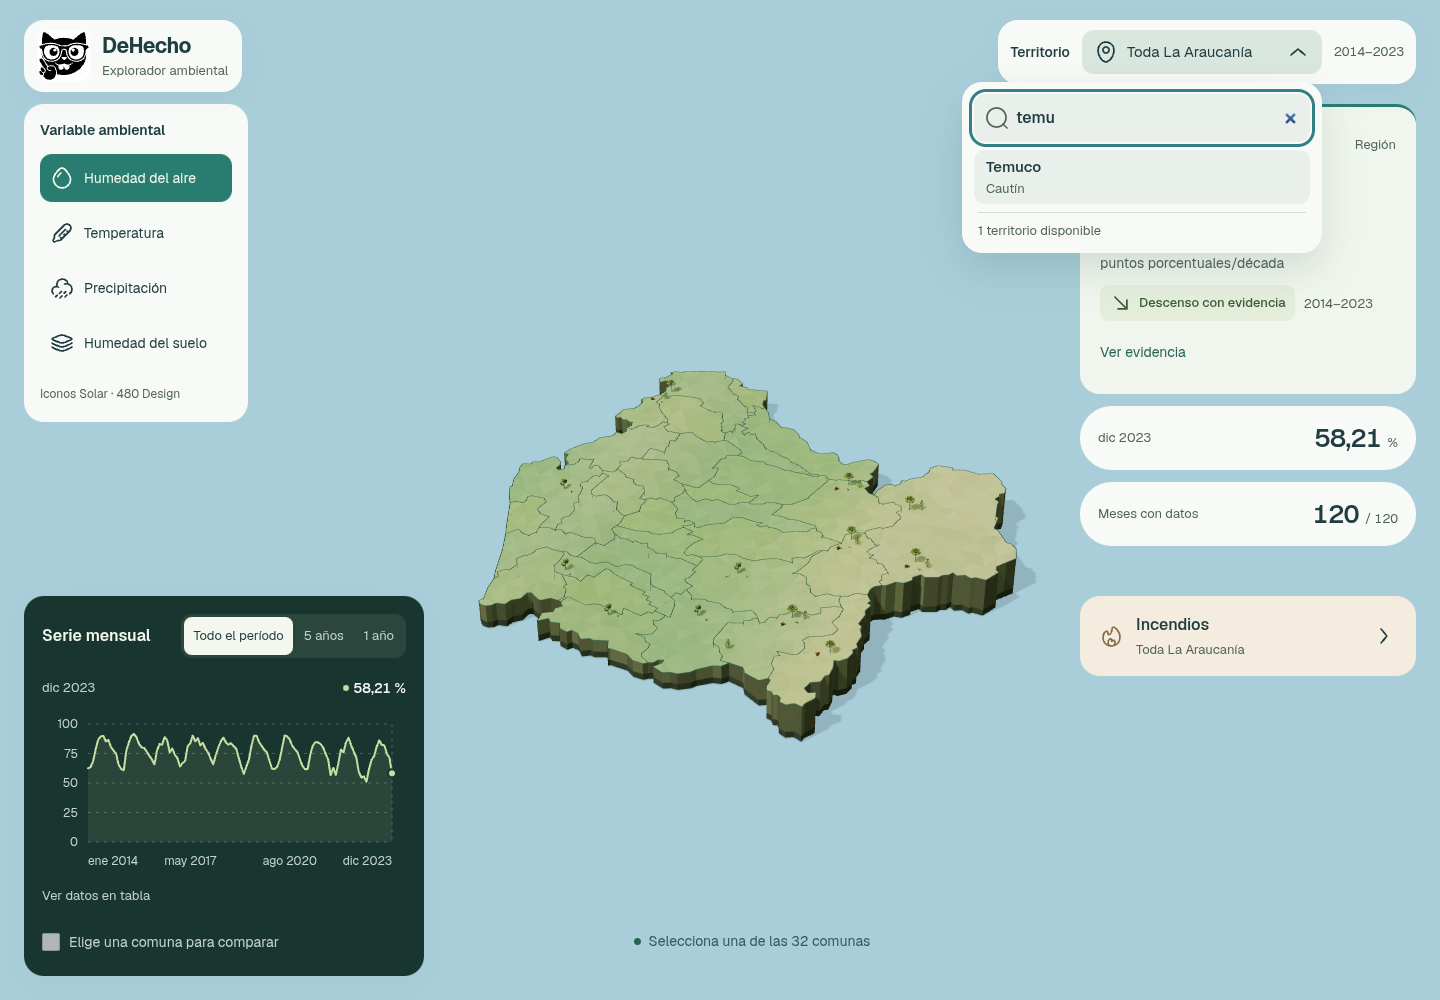 DeHecho
Explorador ambiental
Territorio
Toda La Araucanía
2014–2023
temu
Temuco
Cautín
1 territorio disponible
Variable ambiental
Humedad del aire
Temperatura
Precipitación
Humedad del suelo
Iconos Solar · 480 Design
Región
puntos porcentuales/década
Descenso con evidencia
2014–2023
Ver evidencia
dic 2023
58,21 %
Meses con datos
120 / 120
Incendios
Toda La Araucanía
Serie mensual
Todo el período
5 años
1 año
dic 2023
58,21 %
100
75
50
25
0
ene 2014
may 2017
ago 2020
dic 2023
Ver datos en tabla
Elige una comuna para comparar
Selecciona una de las 32 comunas